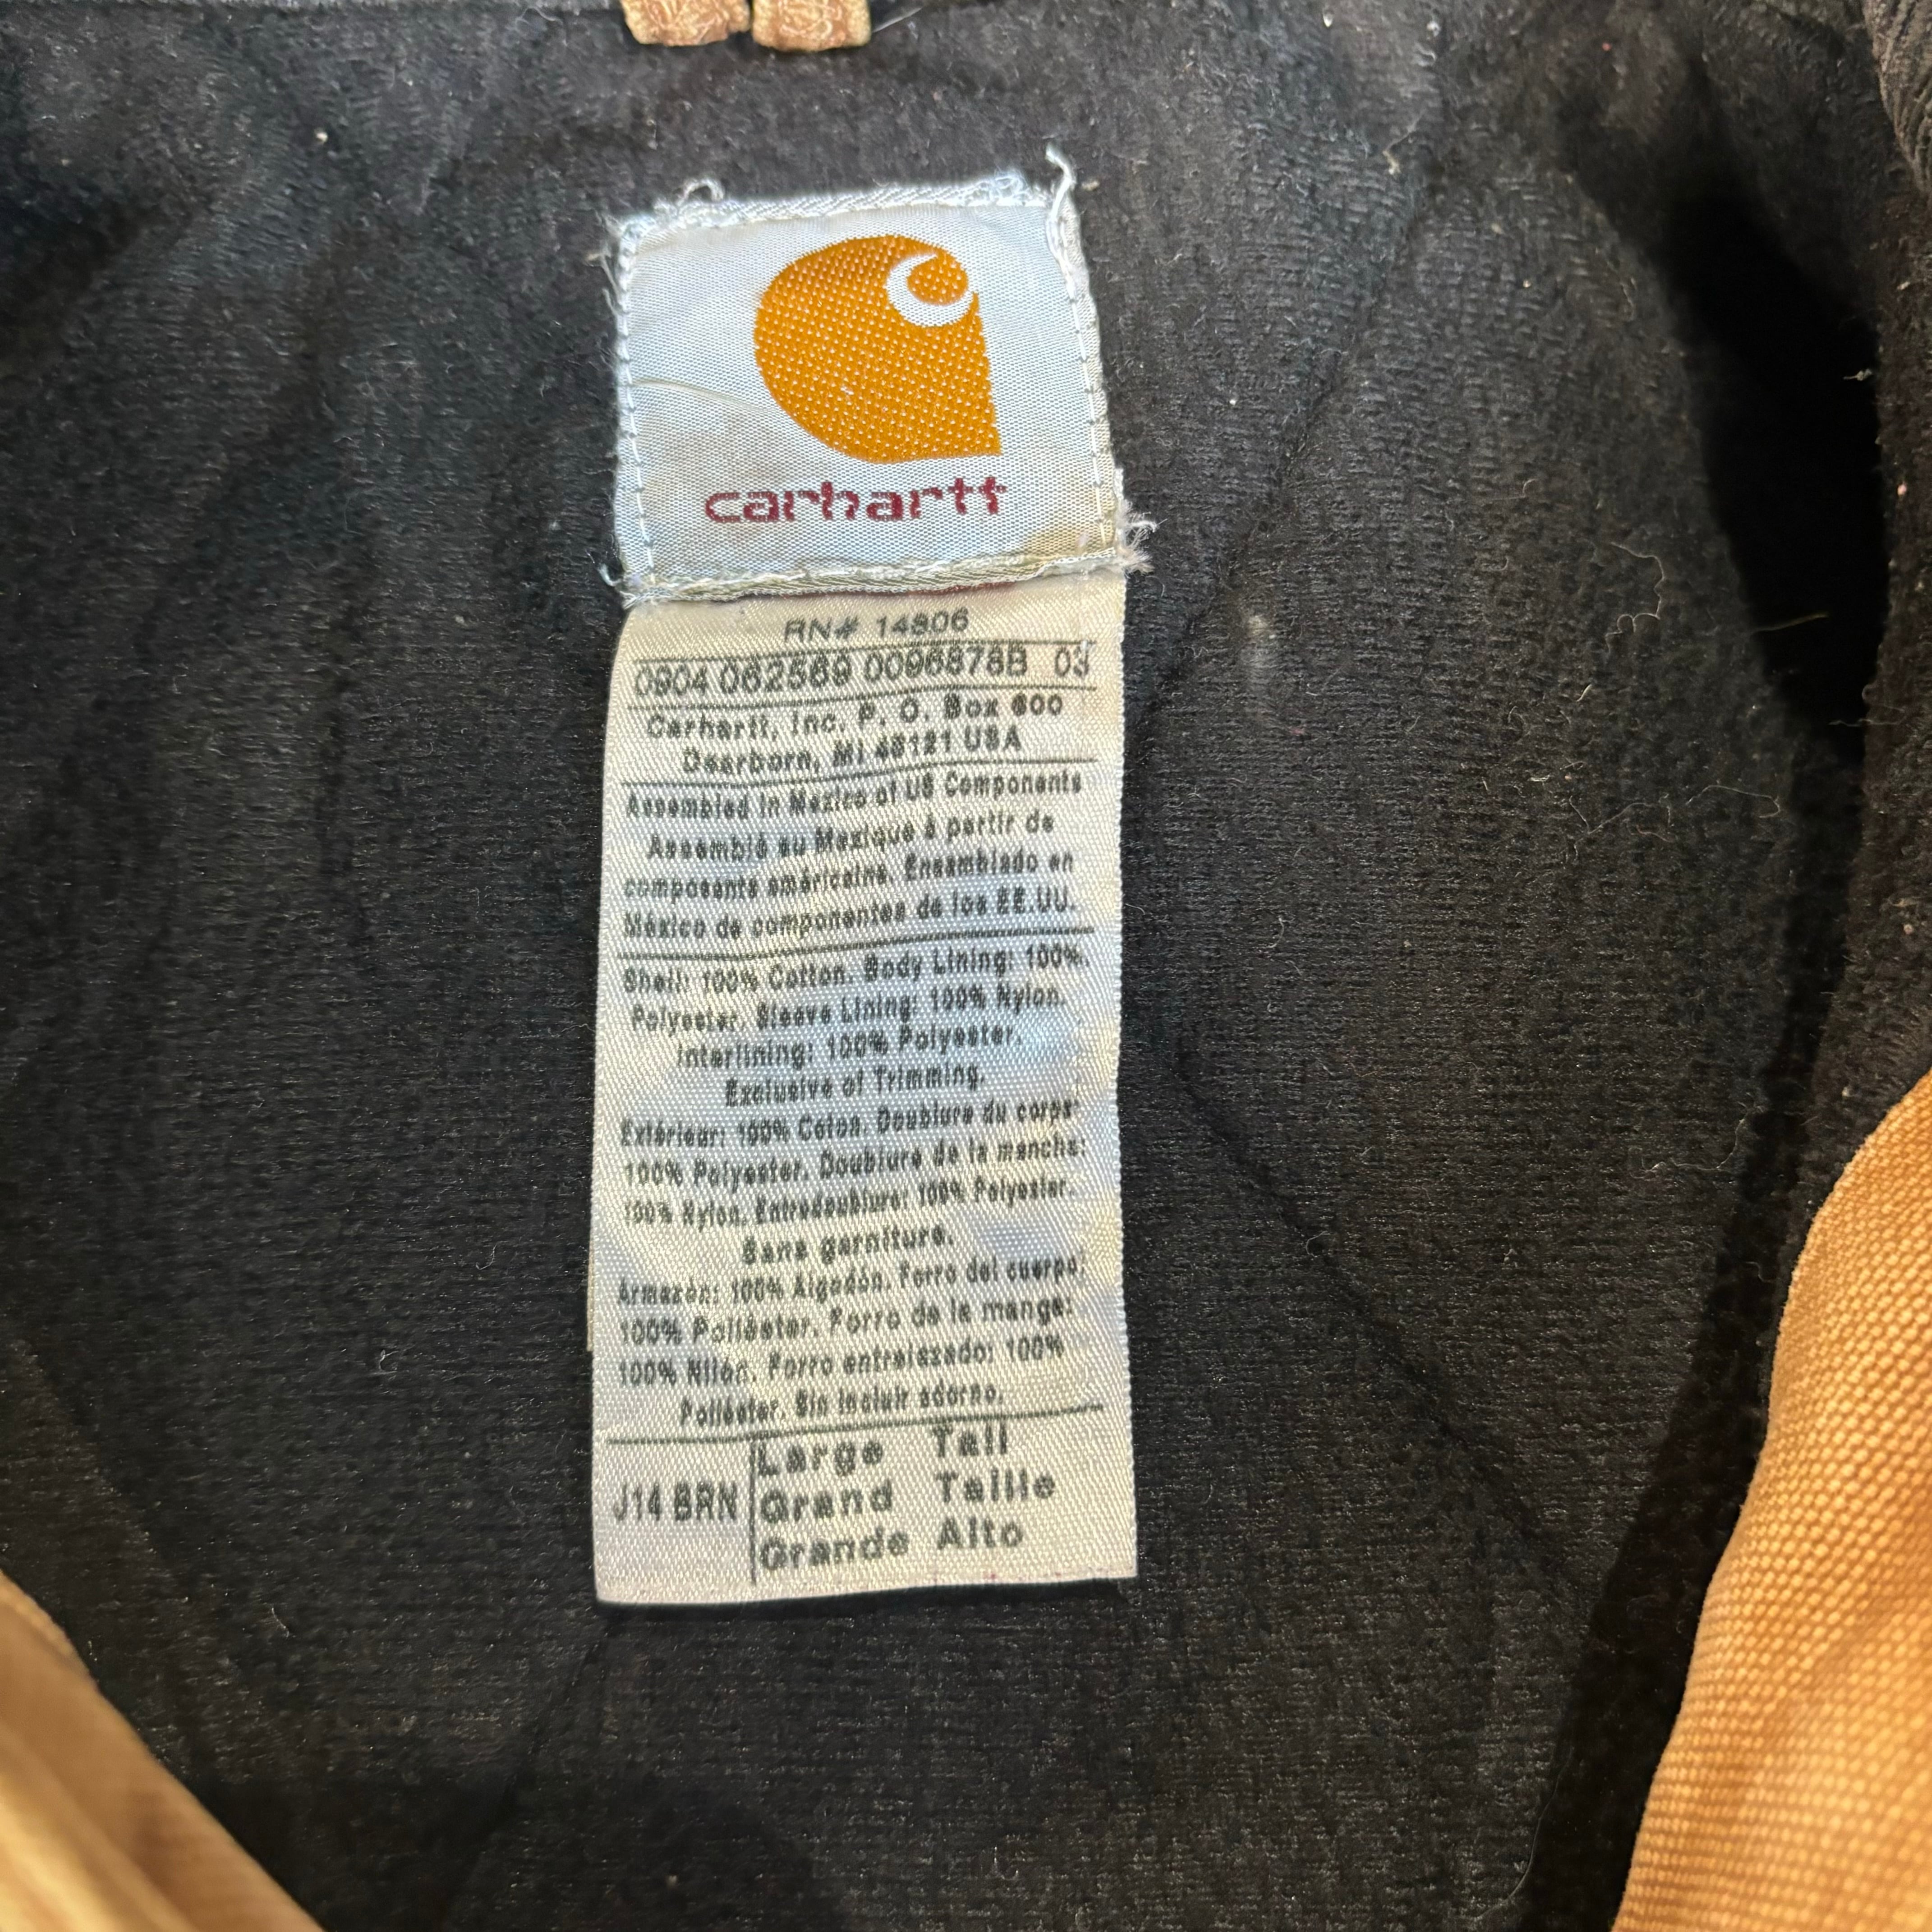 carhartt
RN# 14806
0904 062569 0096878B 03
Carhartt, Inc. P. O. Box 600
Dearborn, MI 48121 USA
Assembled in Mexico of US Components
Assemblé au Mexique à partir de
composants américains. Ensamblado en
México de componentes de los EE.UU.
Shell: 100% Cotton. Body Lining: 100%
Polyester. Sleeve Lining: 100% Nylon.
Interlining: 100% Polyester.
Exclusive of Trimming.
Extérieur: 100% Coton. Doublure du corps:
100% Polyester. Doublure de la manche:
100% Nylon. Entredoublure: 100% Polyester.
Sans garniture.
Armazón: 100% Algodón. Forro del cuerpo:
100% Poliéster. Forro de la manga:
100% Nilón. Forro entrelazado: 100%
Poliéster. Sin incluir adorno.
J14 BRN
Large Tall
Grand Taille
Grande Alto